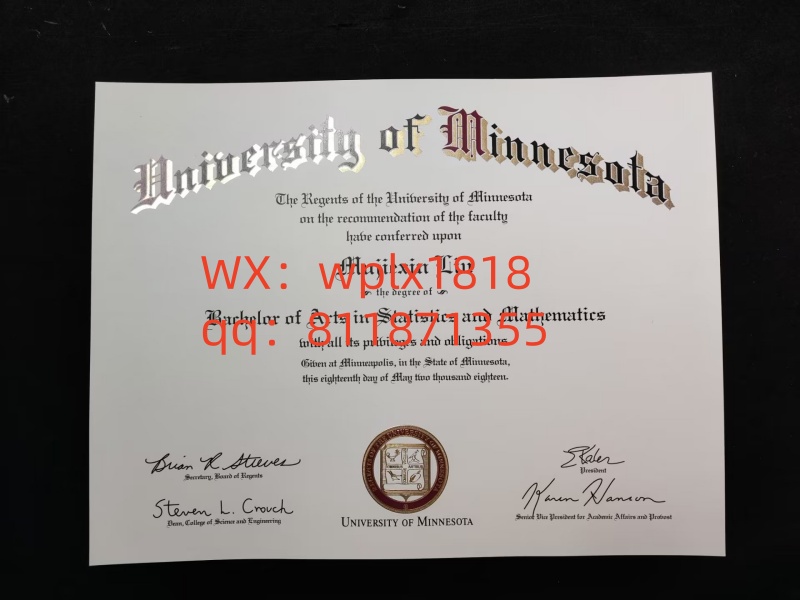 University of Minnesota
The Regents of the University of Minnesota
on the recommendation of the faculty
have conferred upon
WX：wplx1818
the degree of
Bachelor of Arts in Statistics and Mathematics
qq：811871355
with all its privileges and obligations
Given at Minneapolis, in the State of Minnesota,
this eighteenth day of May two thousand eighteen.
Brian R Steeves
Secretary, Board of Regents
Steven L. Crouch
Dean, College of Science and Engineering
UNIVERSITY OF MINNESOTA
President
Karen Hanson
Senior Vice President for Academic Affairs and Provost